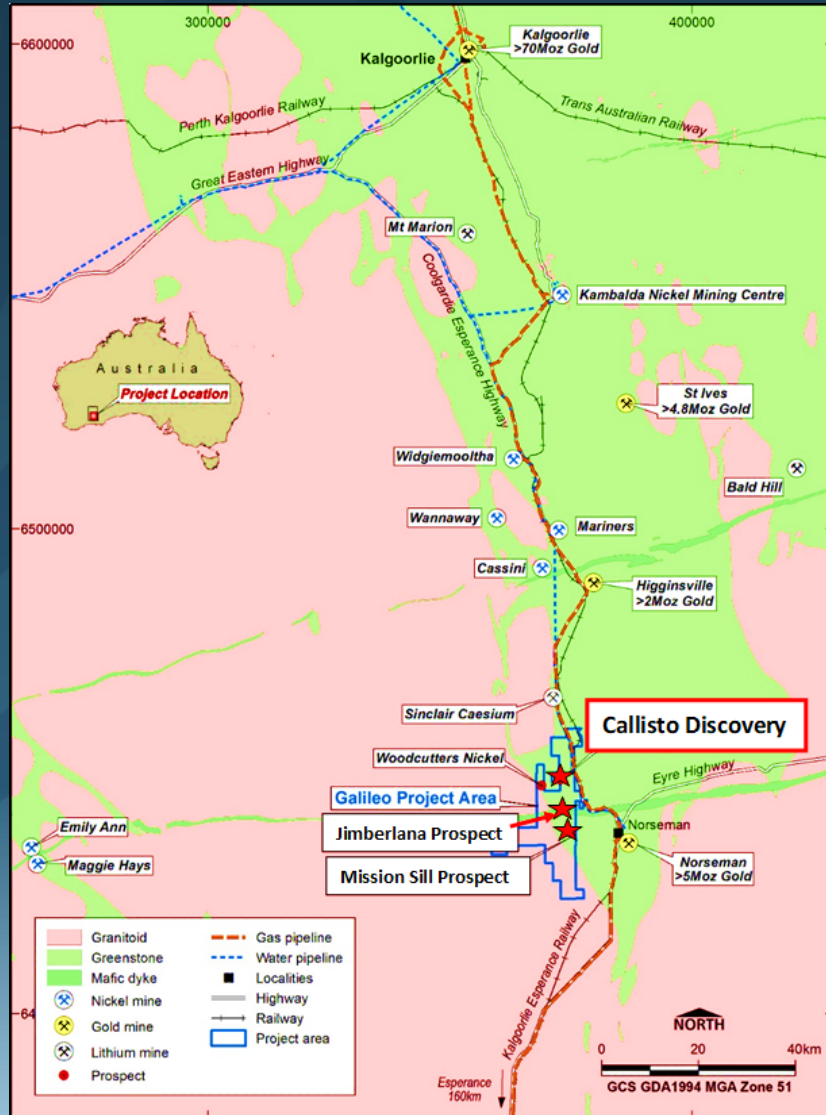 300000
400000
6600000
Kalgoorlie
>70Moz Gold
Kalgoorlie
Perth Kalgoorlie Railway
Trans Australian Railway
Great Eastern Highway
Mt Marion
Coolgardie Esperance Highway
Kambalda Nickel Mining Centre
Australia
Project Location
St Ives
>4.8Moz Gold
Widgiemooltha
Bald Hill
Wannaway
6500000
Mariners
Cassini
Higginsville
>2Moz Gold
Sinclair Caesium
Callisto Discovery
Woodcutters Nickel
Eyre Highway
Galileo Project Area
Emily Ann
Jimberlana Prospect
Norseman
Maggie Hays
Mission Sill Prospect
Norseman
>5Moz Gold
Granitoid
Greenstone
Mafic dyke
Nickel mine
Gold mine
Lithium mine
Prospect
Gas pipeline
Water pipeline
Localities
Highway
Railway
Project area
Kalgoorlie Esperance Railway
64
NORTH
0 20 40km
GCS GDA1994 MGA Zone 51
Esperance
160km